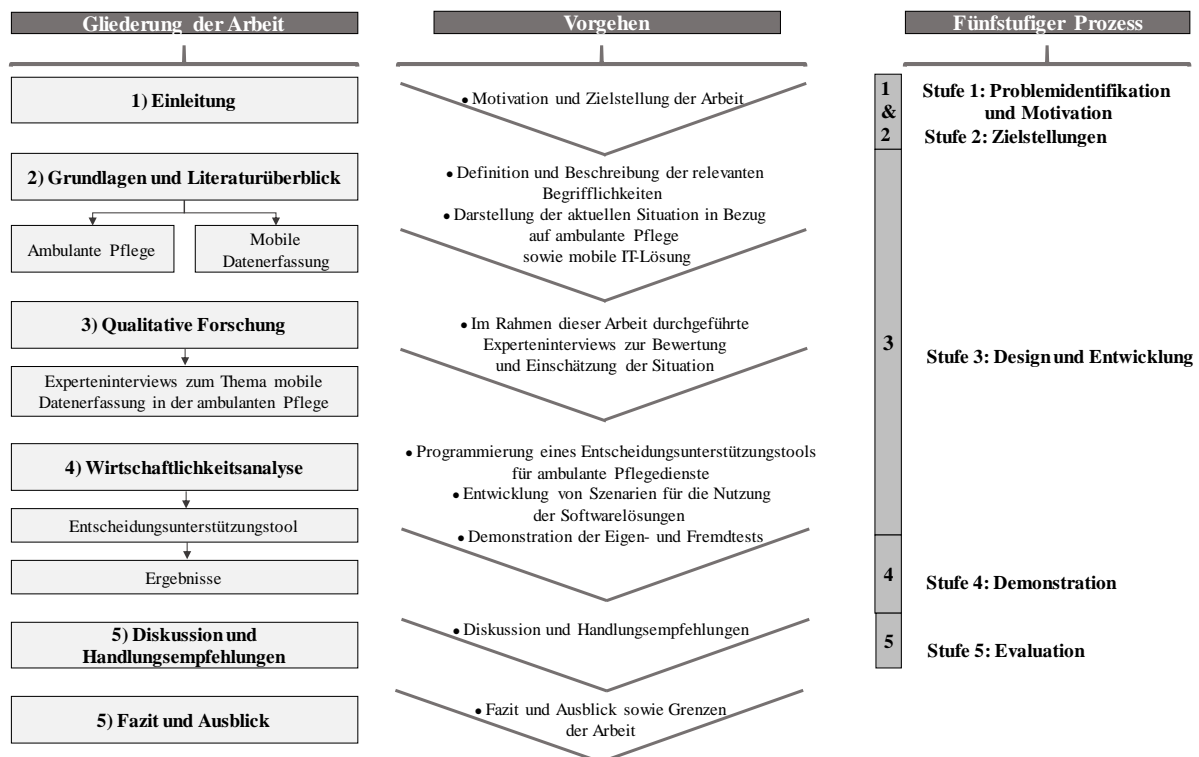 Gliederung der Arbeit
1) Einleitung
2) Grundlagen und Literaturüberblick
Ambulante Pflege
Mobile
Datenerfassung
3) Qualitative Forschung
Experteninterviews zum Thema mobile
Datenerfassung in der ambulanten Pflege
4) Wirtschaftlichkeitsanalyse
Entscheidungsunterstützungstool
Ergebnisse
5) Diskussion und
Handlungsempfehlungen
5) Fazit und Ausblick
Vorgehen
• Motivation und Zielstellung der Arbeit
• Definition und Beschreibung der relevanten
Begrifflichkeiten
• Darstellung der aktuellen Situation in Bezug
auf ambulante Pflege
sowie mobile IT-Lösung
• Im Rahmen dieser Arbeit durchgeführte
Experteninterviews zur Bewertung
und Einschätzung der Situation
• Programmierung eines Entscheidungsunterstützungstools
für ambulante Pflegedienste
• Entwicklung von Szenarien für die Nutzung
der Softwarelösungen
• Demonstration der Eigen- und Fremdtests
• Diskussion und Handlungsempfehlungen
• Fazit und Ausblick sowie Grenzen
der Arbeit
Fünfstufiger Prozess
1
&
2
Stufe 1: Problemidentifikation
und Motivation
Stufe 2: Zielstellungen
3
Stufe 3: Design und Entwicklung
4
Stufe 4: Demonstration
5
Stufe 5: Evaluation